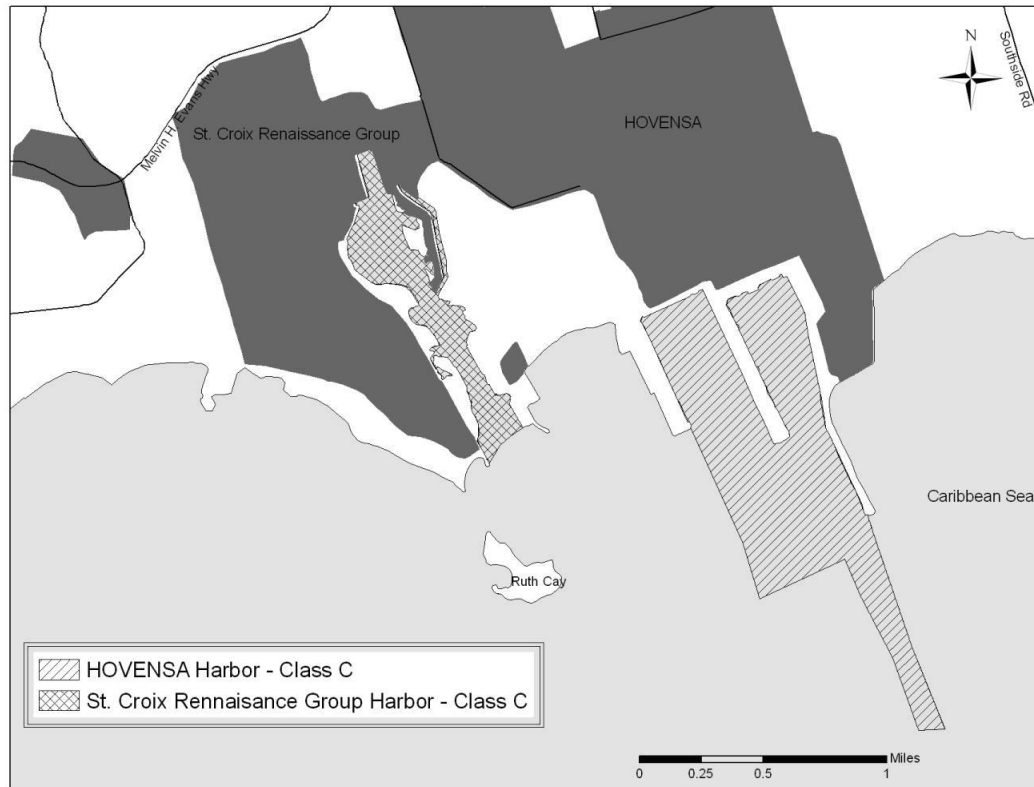 N
Southside Rd
Melvin H. Evans Hwy
St. Croix Renaissance Group
HOVENSA
Caribbean Sea
Ruth Cay
HOVENSA Harbor - Class C
St. Croix Rennaisance Group Harbor - Class C
Miles
0 0.25 0.5 1